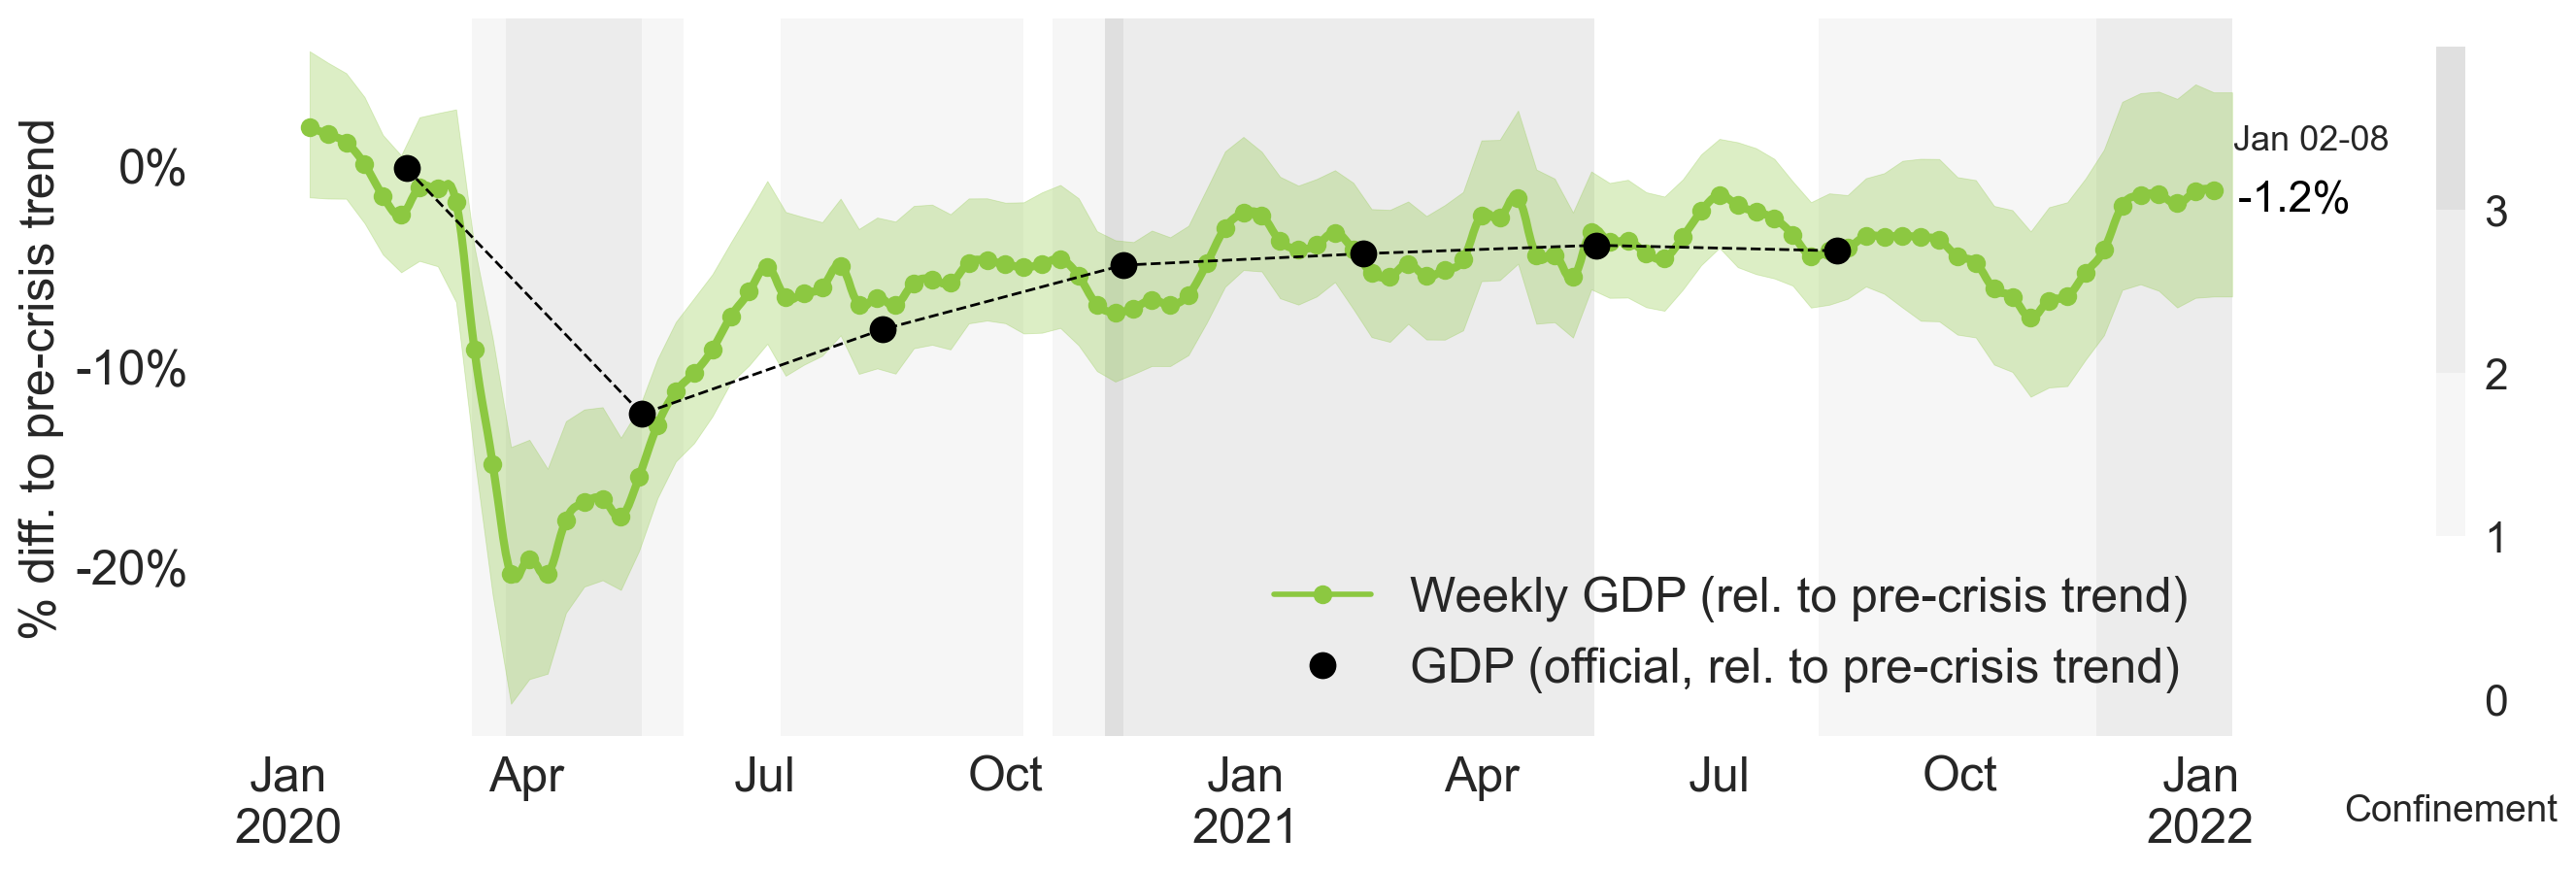 % diff. to pre-crisis trend
0%
-10%
-20%
Jan 02-08
-1.2%
3
2
1
0
Weekly GDP (rel. to pre-crisis trend)
GDP (official, rel. to pre-crisis trend)
Jan Apr Jul Oct Jan Apr Jul Oct Jan
2020 2021 2022
Confinement